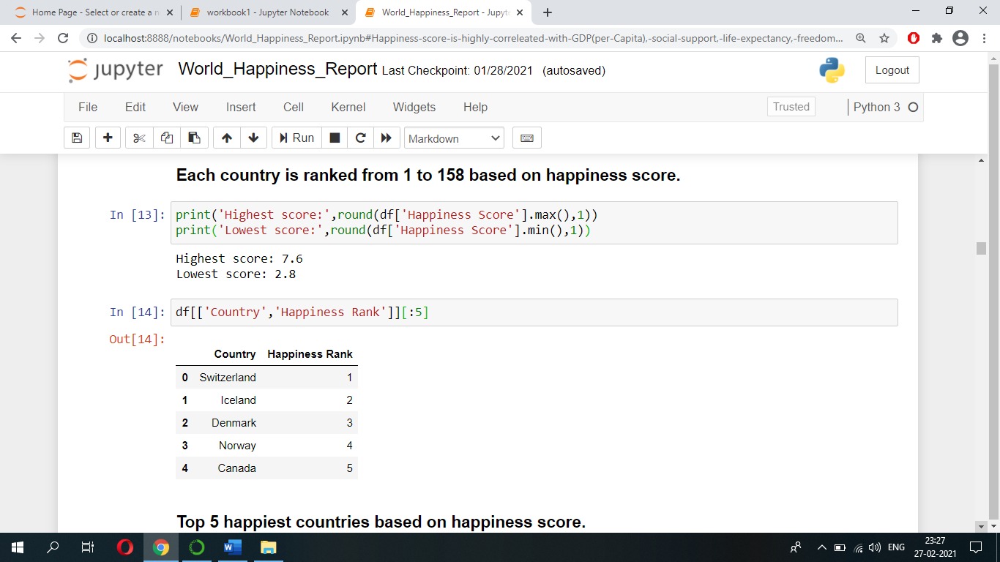 Home Page - Select or create a n
workbook1 - Jupyter Notebook
World_Happiness_Report - Jupyte
localhost:8888/notebooks/World_Happiness_Report.ipynb#Happiness-score-is-highly-correleated-with-GDP(per-Capita),-social-support,-life-expectancy,-freedom...
jupyter World_Happiness_Report Last Checkpoint: 01/28/2021 (autosaved)
Logout
File Edit View Insert Cell Kernel Widgets Help
Trusted
Python 3
Run
Markdown
Each country is ranked from 1 to 158 based on happiness score.
In [13]: print('Highest score:',round(df['Happiness Score'].max(),1))
print('Lowest score:',round(df['Happiness Score'].min(),1))
Highest score: 7.6
Lowest score: 2.8
In [14]: df[['Country','Happiness Rank']][:5]
Out[14]:
Country Happiness Rank
0 Switzerland 1
1 Iceland 2
2 Denmark 3
3 Norway 4
4 Canada 5
Top 5 happiest countries based on happiness score.
ENG
23:27
27-02-2021